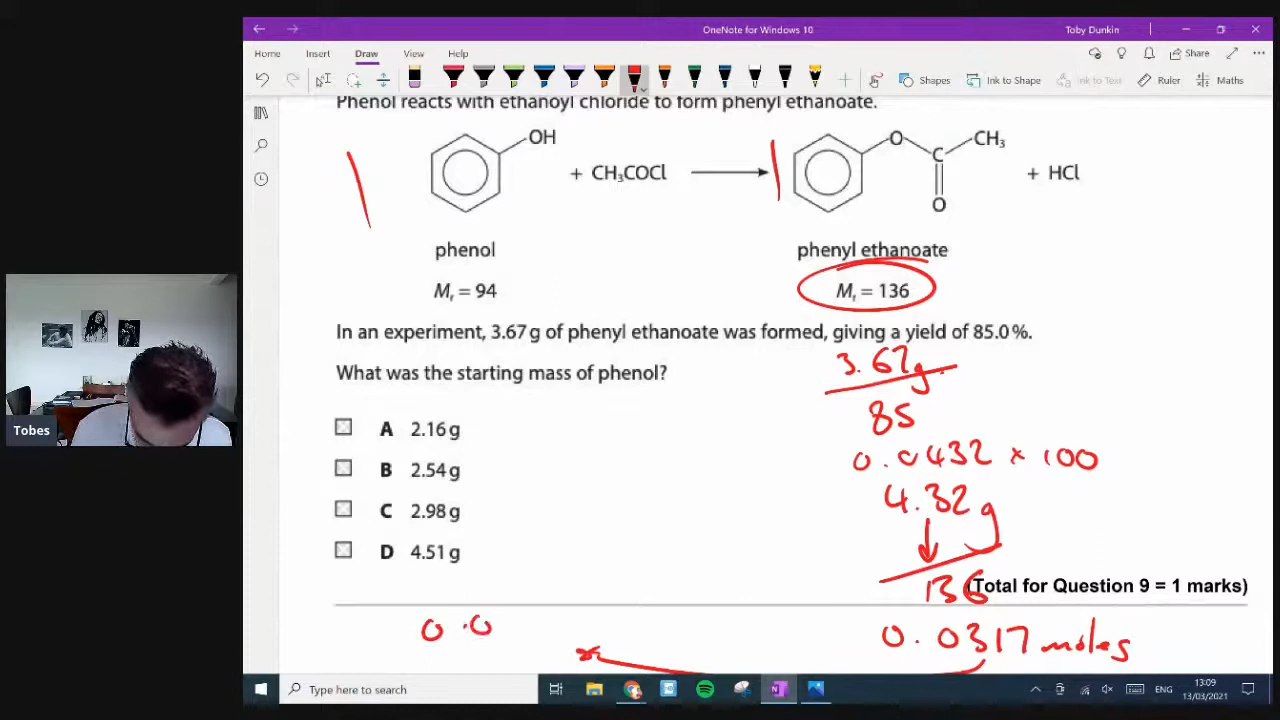 OneNote for Windows 10
Toby Dunkin
Home Insert Draw View Help
Share
Shapes
Ink to Shape
Ink to Text
Ruler
Maths
Phenol reacts with ethanoyl chloride to form phenyl ethanoate.
OH
+ CH₃COCl
O
C
CH₃
O
+ HCl
phenol
phenyl ethanoate
Mᵣ = 94
Mᵣ = 136
In an experiment, 3.67 g of phenyl ethanoate was formed, giving a yield of 85.0 %.
3.67g
What was the starting mass of phenol?
85
A 2.16 g
0.0432 × 100
B 2.54 g
4.32g
C 2.98 g
D 4.51 g
136
(Total for Question 9 = 1 marks)
0.0
0.0317 moles
Tobes
Type here to search
ENG
13:09
13/03/2021